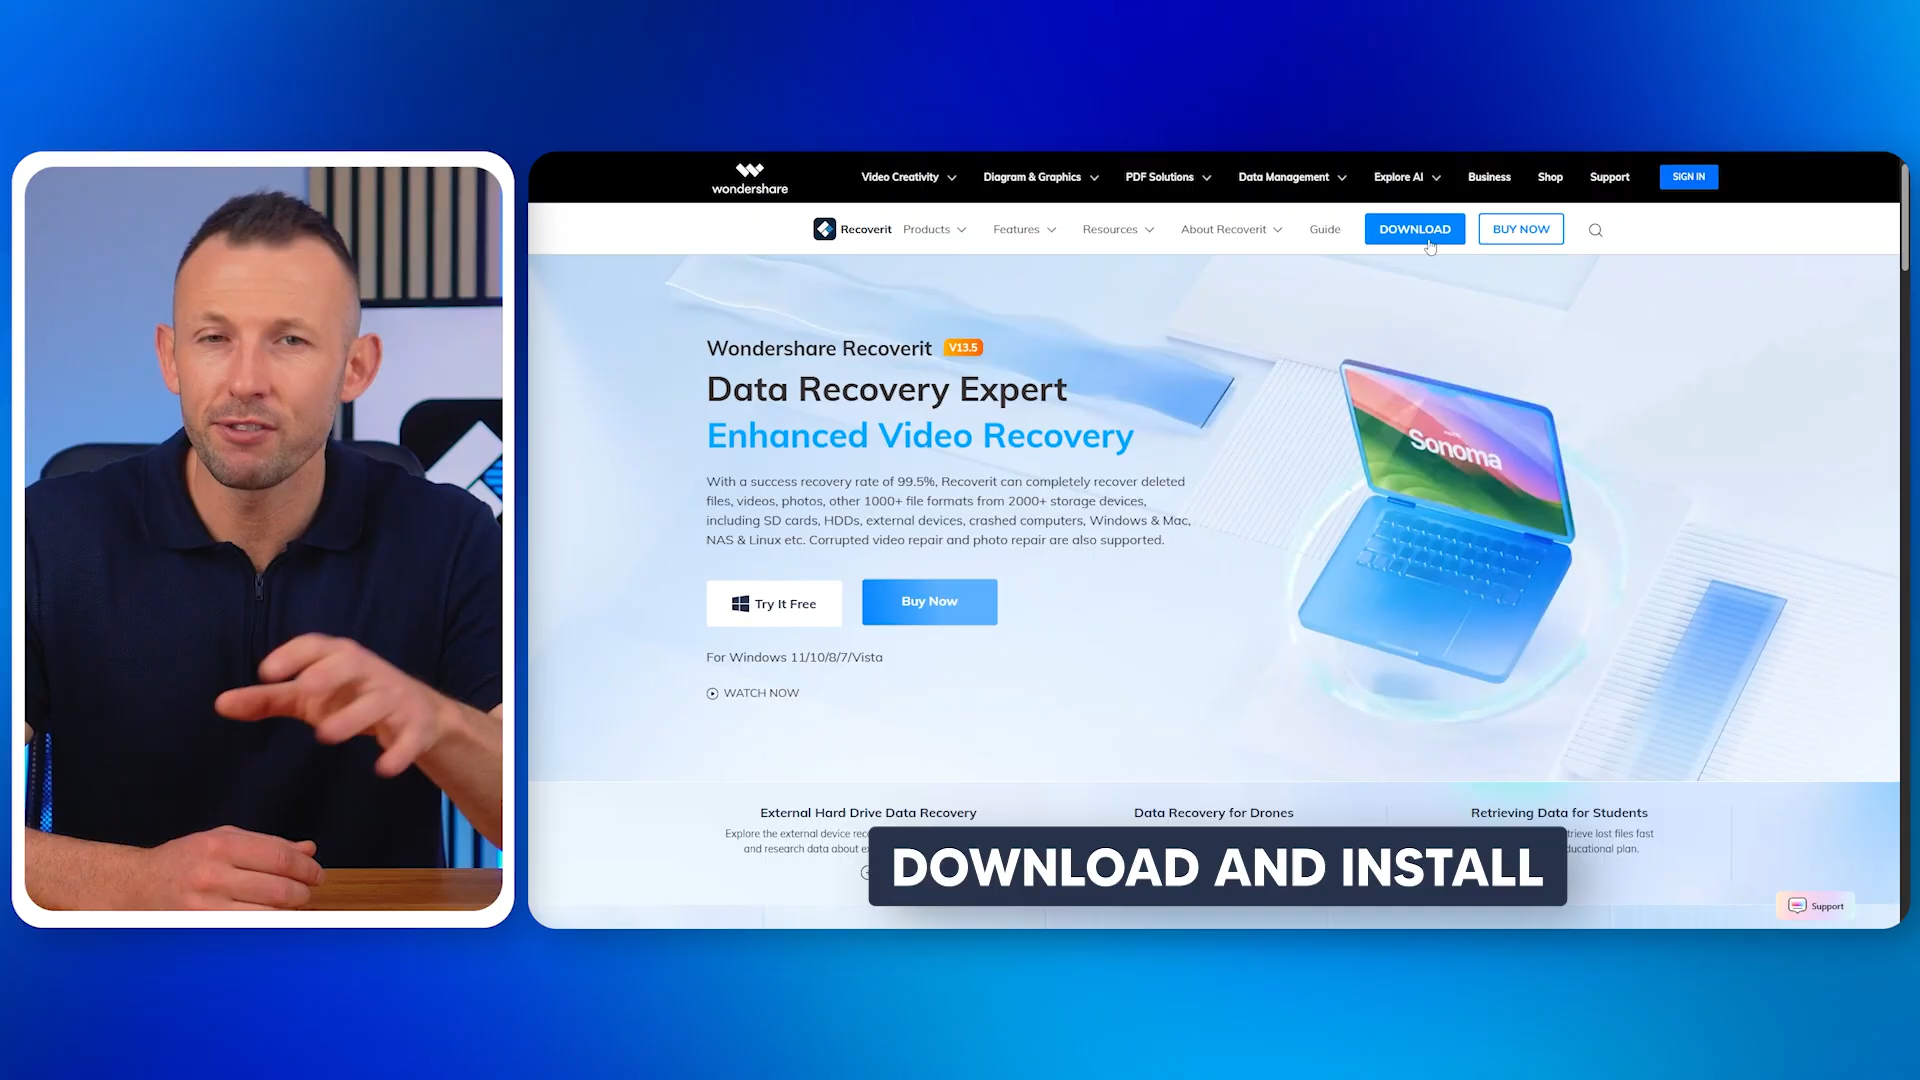 wondershare
Video Creativity
Diagram & Graphics
PDF Solutions
Data Management
Explore AI
Business
Shop
Support
SIGN IN
Recoverit
Products
Features
Resources
About Recoverit
Guide
DOWNLOAD
BUY NOW
Wondershare Recoverit V13.5
Data Recovery Expert
Enhanced Video Recovery
With a success recovery rate of 99.5%, Recoverit can completely recover deleted
files, videos, photos, other 1000+ file formats from 2000+ storage devices,
including SD cards, HDDs, external devices, crashed computers, Windows & Mac,
NAS & Linux etc. Corrupted video repair and photo repair are also supported.
Try It Free
Buy Now
For Windows 11/10/8/7/Vista
WATCH NOW
macOS
Sonoma
External Hard Drive Data Recovery
Explore the external device
and research data about
Data Recovery for Drones
Retrieving Data for Students
lost files fast
plan.
DOWNLOAD AND INSTALL
Support